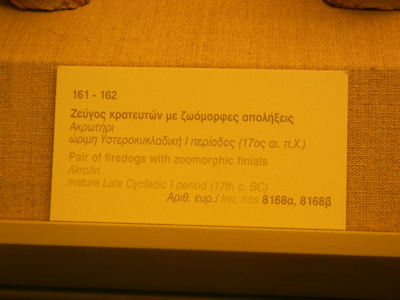 161 - 162
Ζεύγος κρατευτών με ζωόμορφες απολήξεις
Ακρωτήρι
ώριμη Υστεροκυκλαδική Ι περίοδος (17ος αι. π.Χ.)
Pair of firedogs with zoomorphic finials
Akrotiri
mature Late Cycladic I period (17th c. BC)
Αριθ. ευρ./ Inv. nos 8168α, 8168β